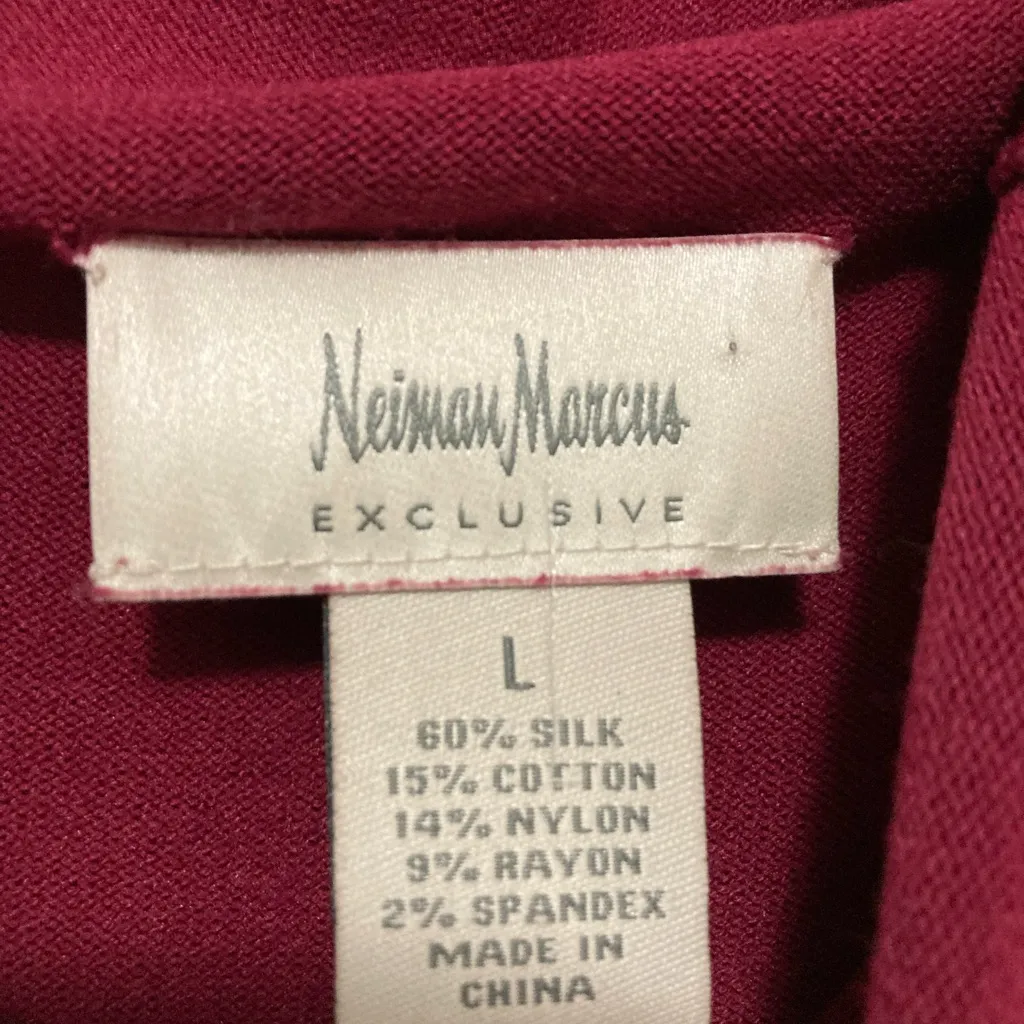 Neiman Marcus
EXCLUSIVE
L
60% SILK
15% COTTON
14% NYLON
9% RAYON
2% SPANDEX
MADE IN
CHINA